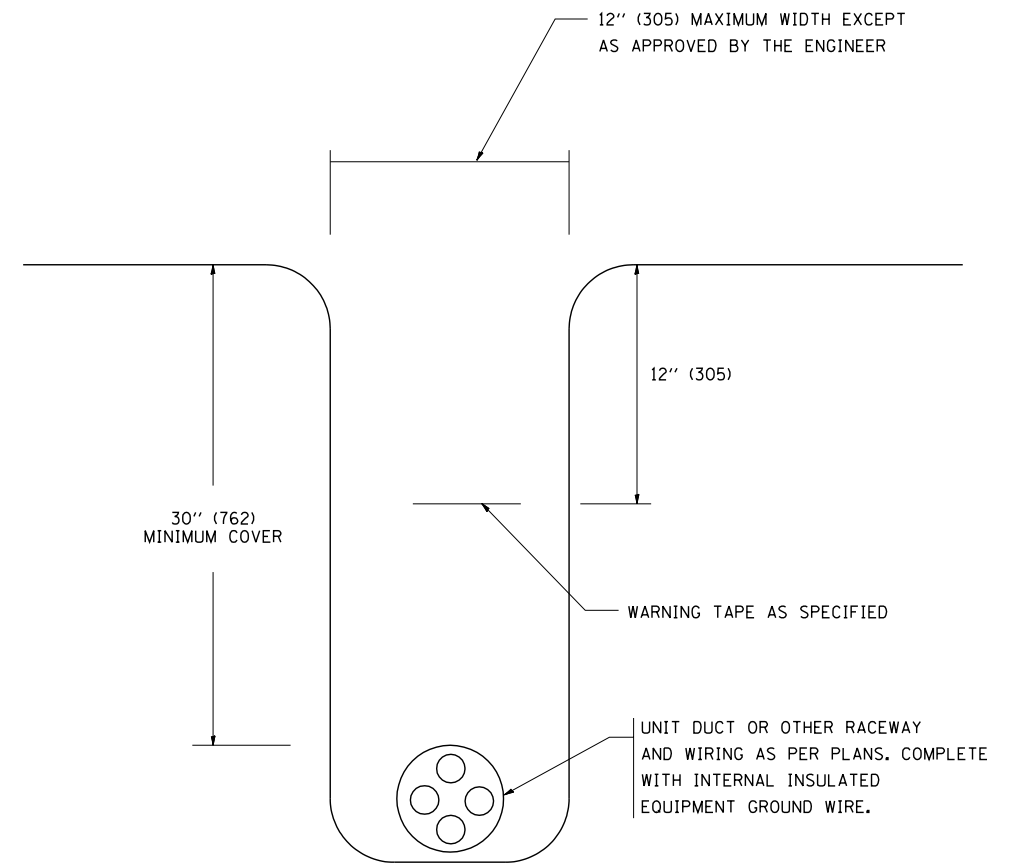 12′′ (305) MAXIMUM WIDTH EXCEPT
AS APPROVED BY THE ENGINEER
12′′ (305)
30′′ (762)
MINIMUM COVER
WARNING TAPE AS SPECIFIED
UNIT DUCT OR OTHER RACEWAY
AND WIRING AS PER PLANS. COMPLETE
WITH INTERNAL INSULATED
EQUIPMENT GROUND WIRE.